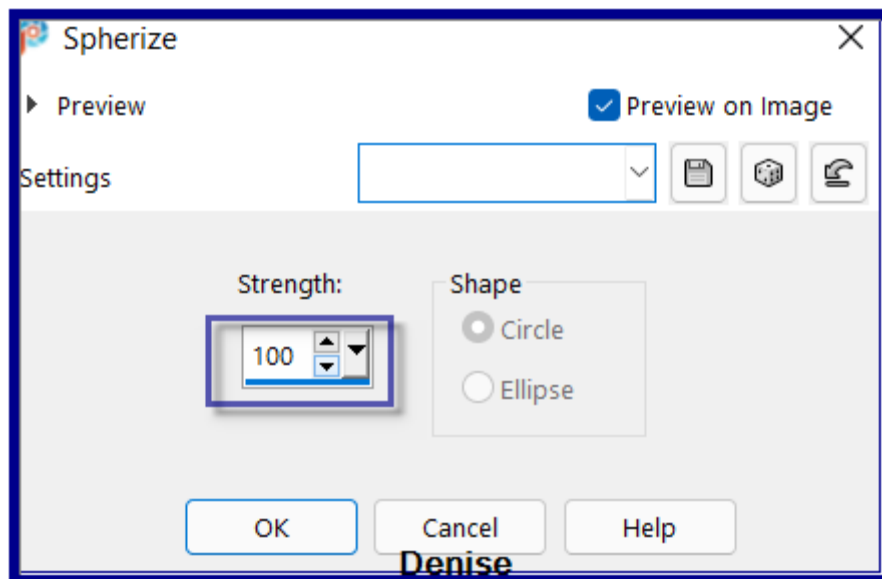 Spherize
Preview
Preview on Image
Settings
Strength:
100
Shape
Circle
Ellipse
OK
Cancel
Help
Denise